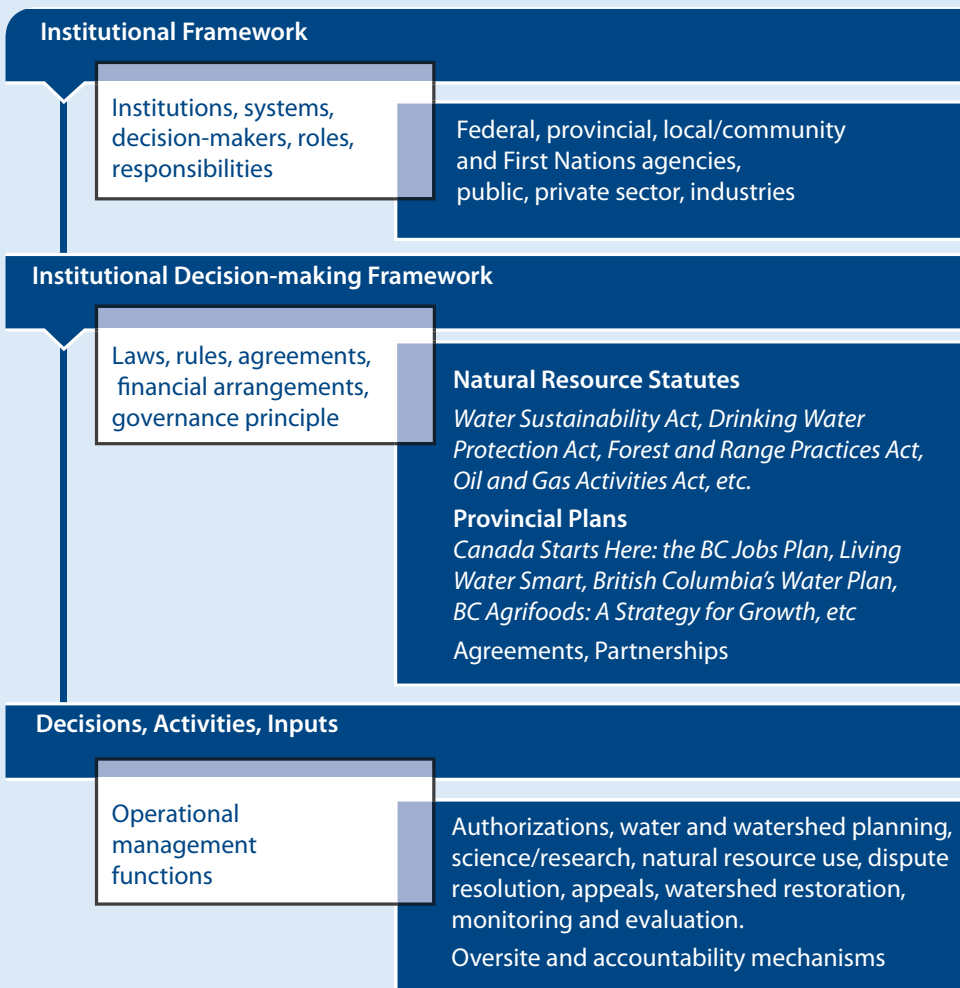 Institutional Framework
Institutions, systems,
decision-makers, roles,
responsibilities
Federal, provincial, local/community
and First Nations agencies,
public, private sector, industries
Institutional Decision-making Framework
Laws, rules, agreements,
financial arrangements,
governance principle
Natural Resource Statutes
Water Sustainability Act, Drinking Water
Protection Act, Forest and Range Practices Act,
Oil and Gas Activities Act, etc.
Provincial Plans
Canada Starts Here: the BC Jobs Plan, Living
Water Smart, British Columbia's Water Plan,
BC Agrifoods: A Strategy for Growth, etc
Agreements, Partnerships
Decisions, Activities, Inputs
Operational
management
functions
Authorizations, water and watershed planning,
science/research, natural resource use, dispute
resolution, appeals, watershed restoration,
monitoring and evaluation.
Oversite and accountability mechanisms